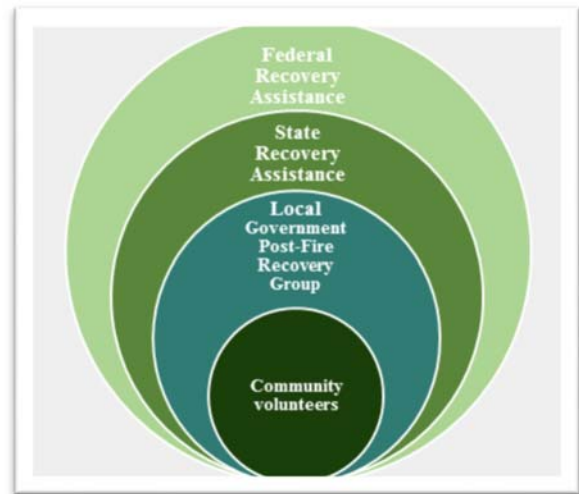 Federal
Recovery
Assistance
State
Recovery
Assistance
Local
Government
Post-Fire
Recovery
Group
Community
volunteers